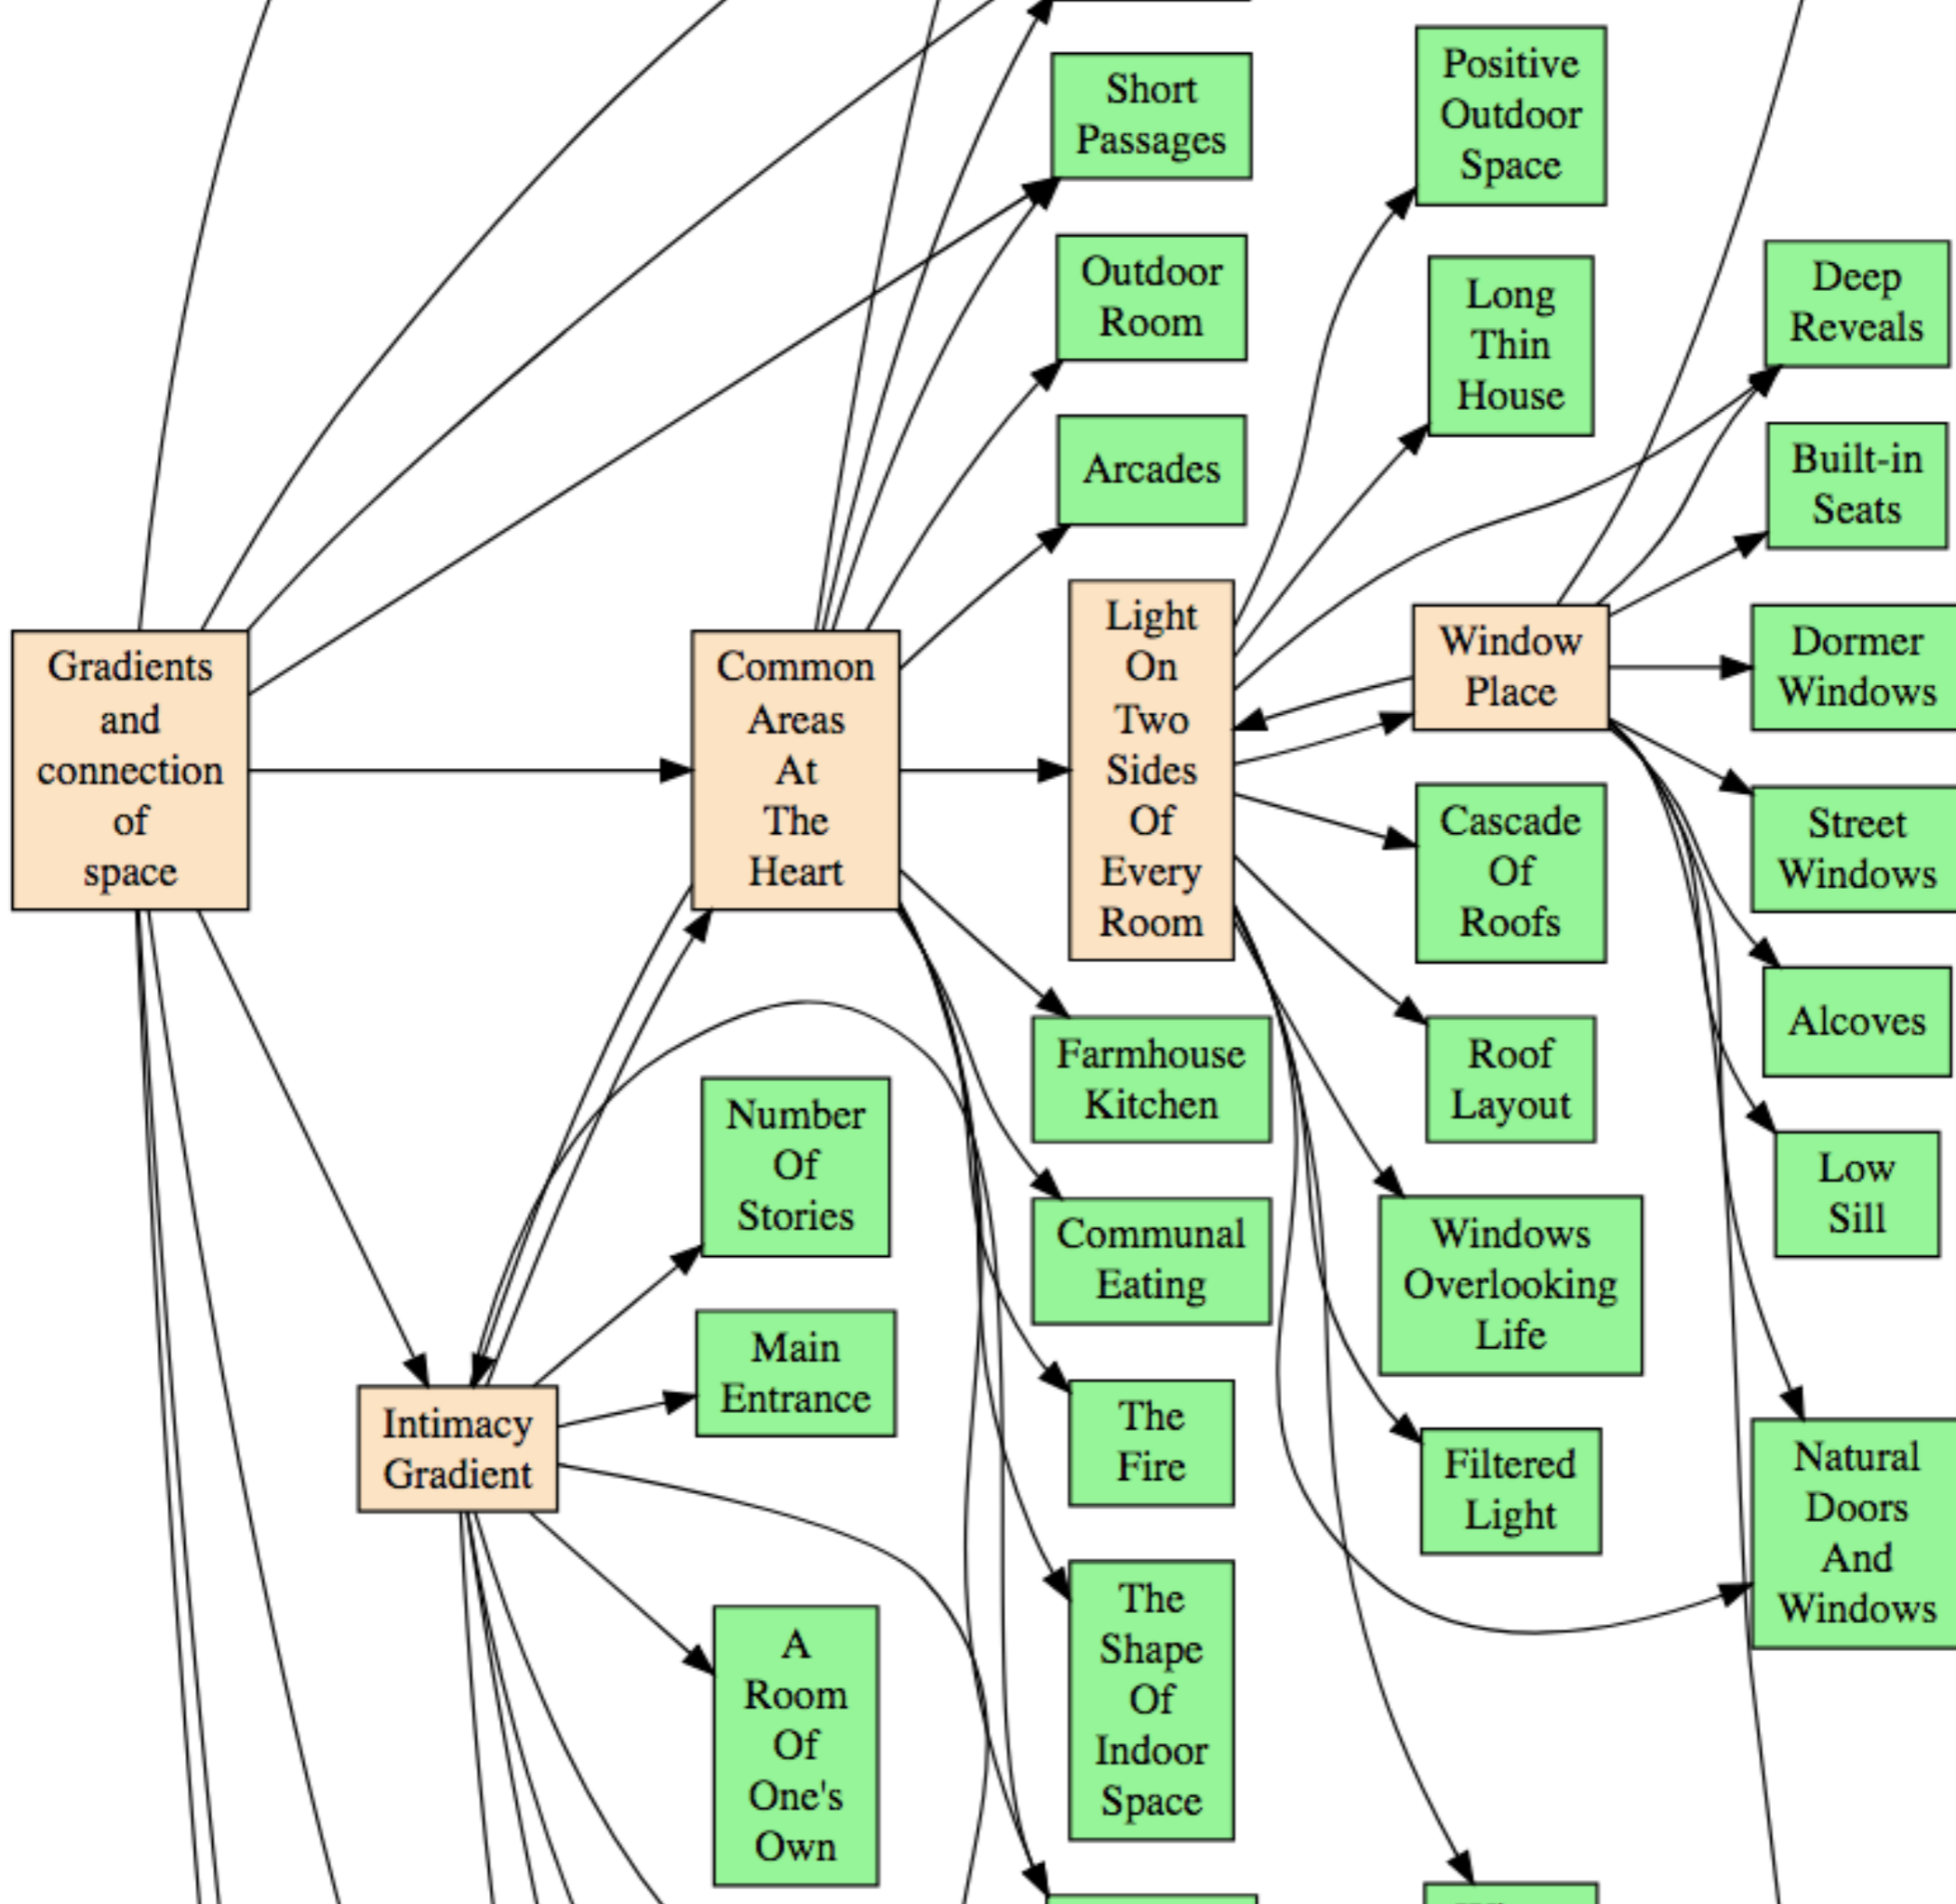 Short
Passages
Outdoor
Room
Arcades
Positive
Outdoor
Space
Long
Thin
House
Deep
Reveals
Built-in
Seats
Gradients
and
connection
of
space
Common
Areas
At
The
Heart
Light
On
Two
Sides
Of
Every
Room
Window
Place
Dormer
Windows
Street
Windows
Cascade
Of
Roofs
Alcoves
Farmhouse
Kitchen
Roof
Layout
Low
Sill
Number
Of
Stories
Communal
Eating
Windows
Overlooking
Life
Main
Entrance
Intimacy
Gradient
The
Fire
Filtered
Light
Natural
Doors
And
Windows
A
Room
Of
One's
Own
The
Shape
Of
Indoor
Space